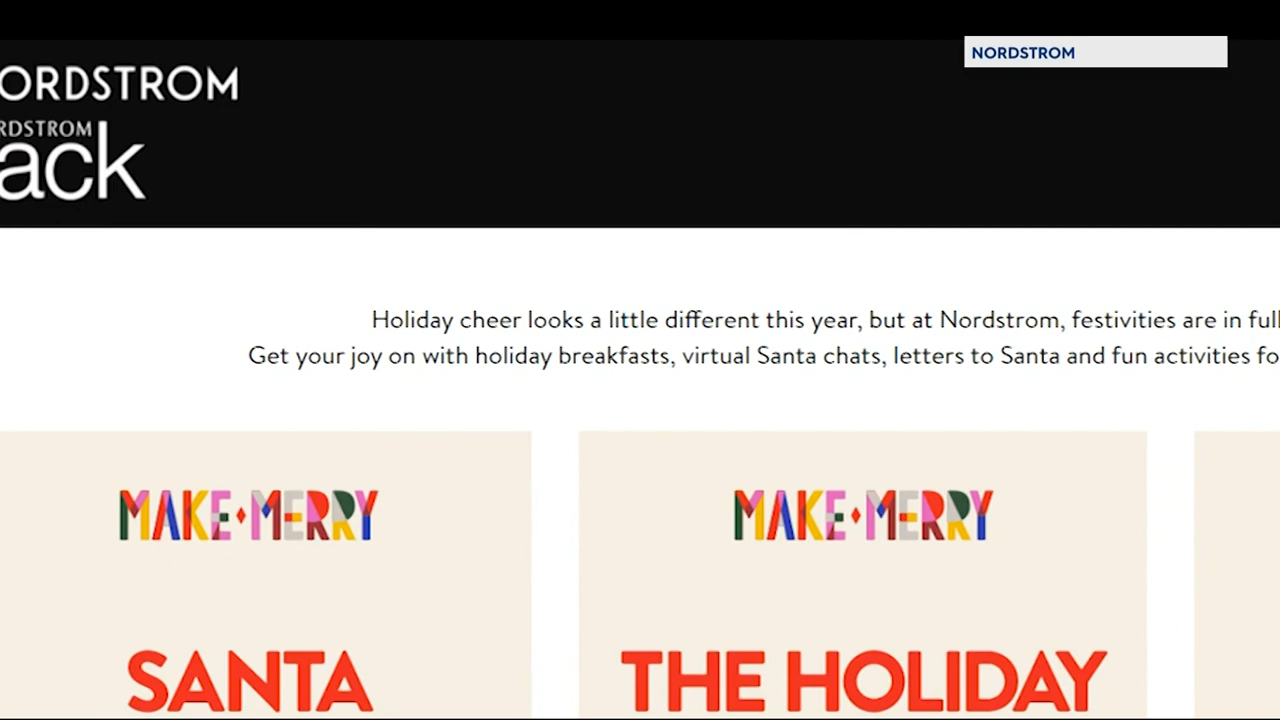 NORDSTROM
ORDSTROM
RDSTROM
ack
Holiday cheer looks a little different this year, but at Nordstrom, festivities are in full
Get your joy on with holiday breakfasts, virtual Santa chats, letters to Santa and fun activities fo
MAKE♦MERRY
MAKE♦MERRY
SANTA
THE HOLIDAY